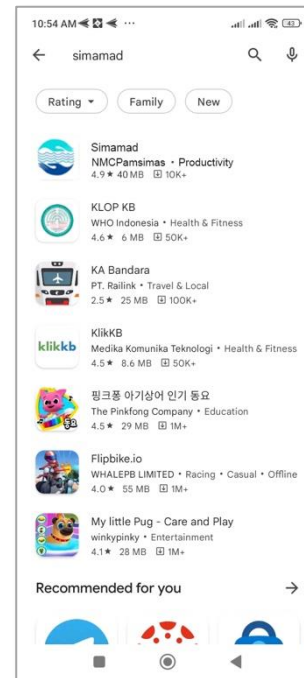 10:54 AM
43
simamad
Rating
Family
New
Simamad
NMCPamsimas • Productivity
4.9★ 40 MB 10K+
KLOP KB
WHO Indonesia • Health & Fitness
4.6★ 6 MB 50K+
KA Bandara
PT. Railink • Travel & Local
2.5★ 25 MB 100K+
klikkb
KlikKB
Medika Komunika Teknologi • Health & Fitness
4.5★ 8.6 MB 50K+
핑크퐁 아기상어 인기 동요
The Pinkfong Company • Education
4.5★ 29 MB 1M+
Flipbike.io
WHALEPB LIMITED • Racing • Casual • Offline
4.0★ 55 MB 1M+
My little Pug - Care and Play
winkypinky • Entertainment
4.1★ 28 MB 1M+
Recommended for you